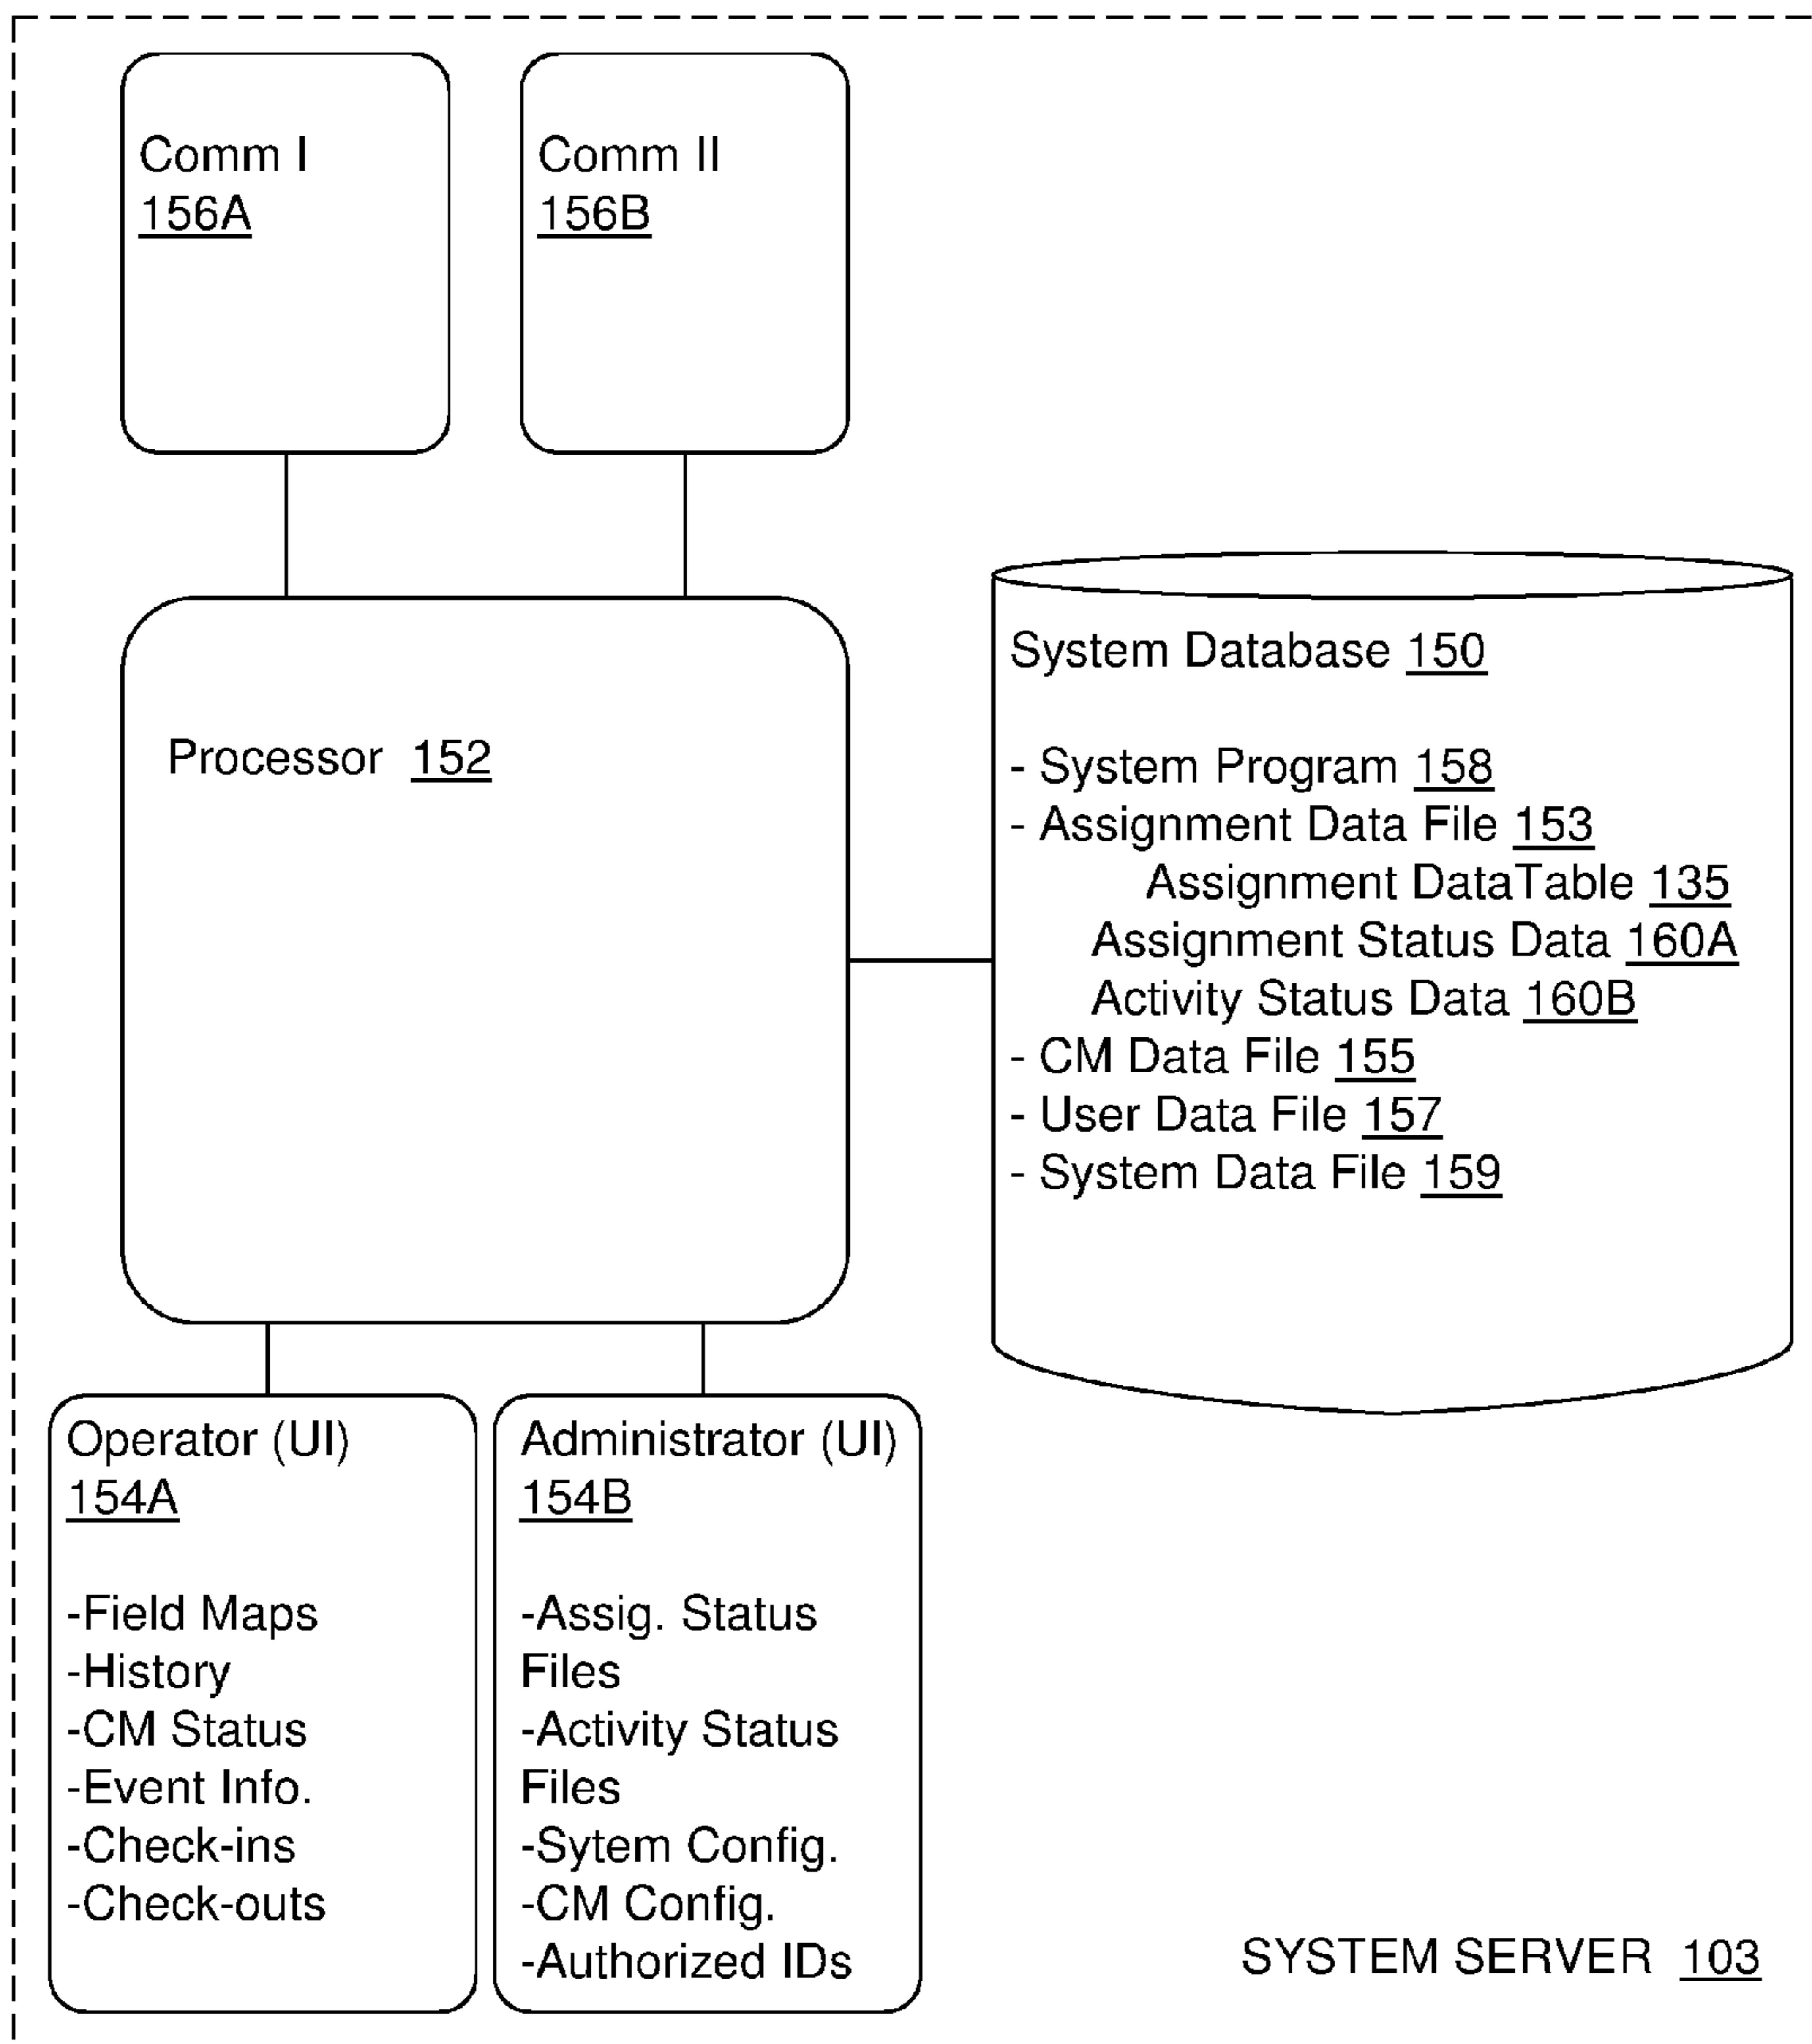 Comm I
156A
Comm II
156B
Processor 152
System Database 150
- System Program 158
- Assignment Data File 153
Assignment DataTable 135
Assignment Status Data 160A
Activity Status Data 160B
- CM Data File 155
- User Data File 157
- System Data File 159
Operator (UI)
154A
-Field Maps
-History
-CM Status
-Event Info.
-Check-ins
-Check-outs
Administrator (UI)
154B
-Assig. Status
Files
-Activity Status
Files
-Sytem Config.
-CM Config.
-Authorized IDs
SYSTEM SERVER 103